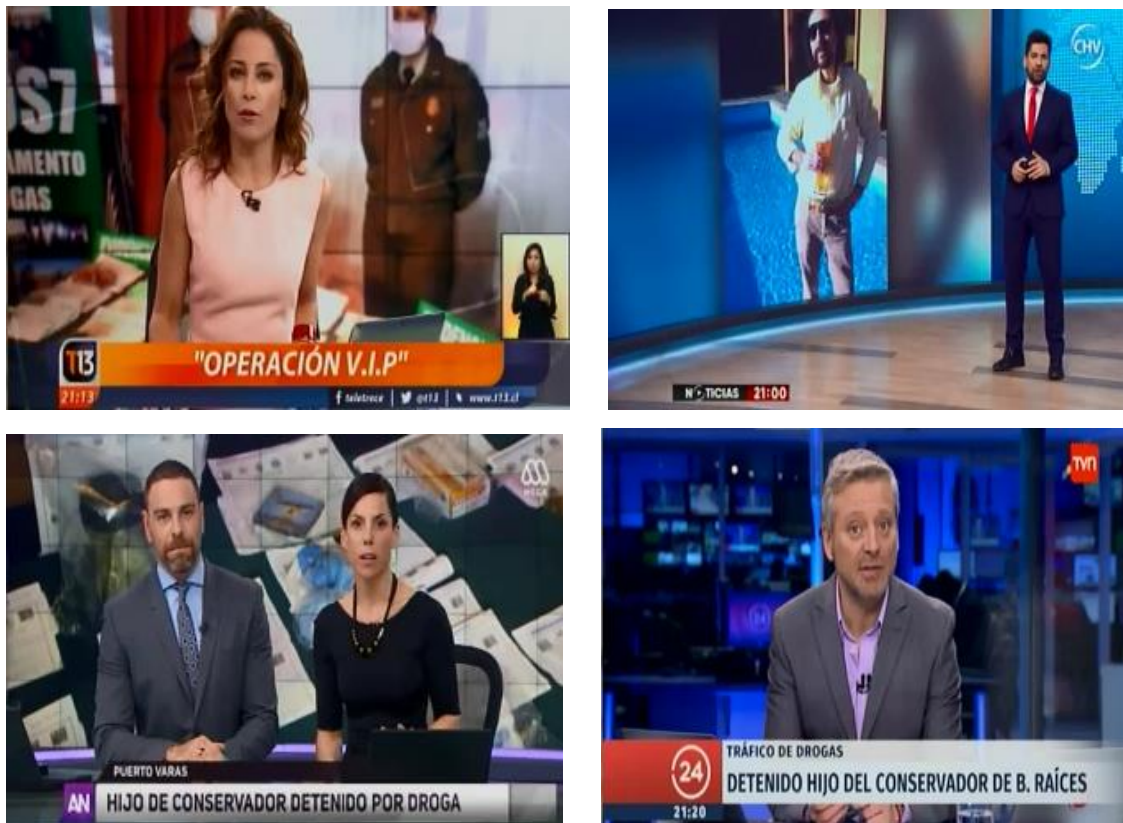 OS7
AMENTO
GAS
"OPERACIÓN V.I.P"
T13
21:13
teletrece
@t13
www.t13.cl
CHV
NOTICIAS 21:00
MEGA
PUERTO VARAS
AN
HIJO DE CONSERVADOR DETENIDO POR DROGA
TVN
24
TRÁFICO DE DROGAS
24
DETENIDO HIJO DEL CONSERVADOR DE B. RAÍCES
21:20